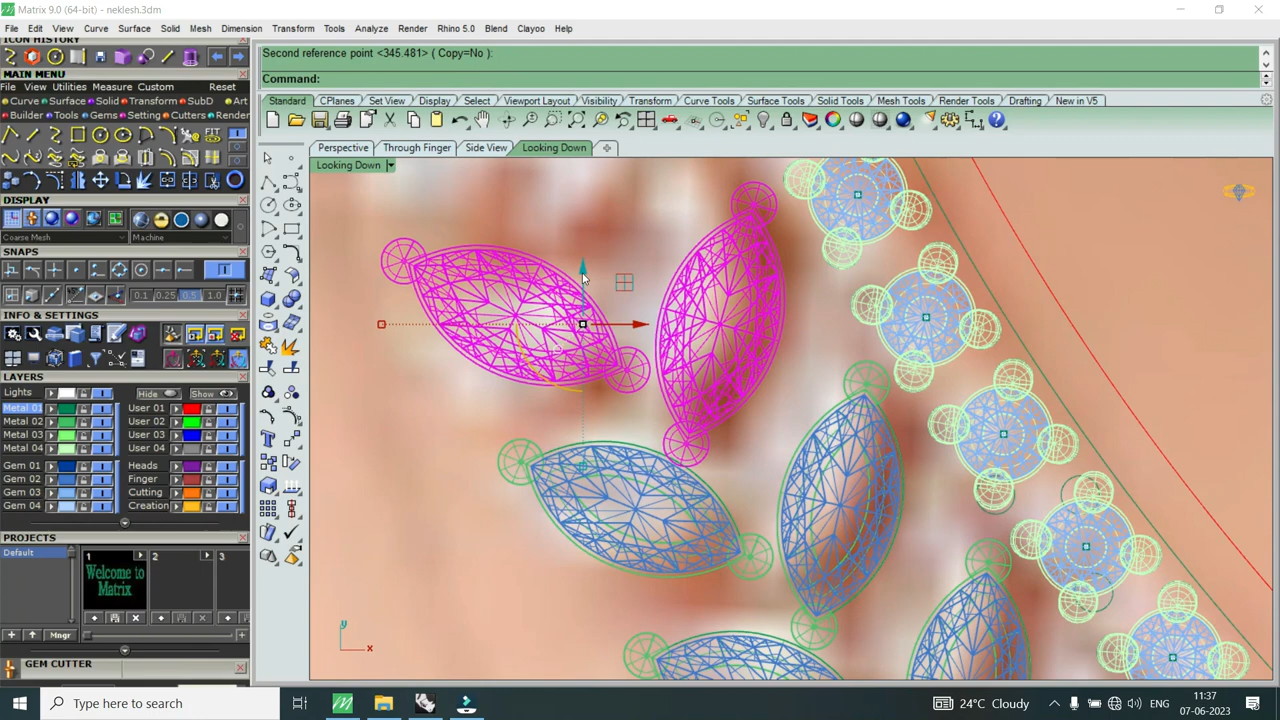 Matrix 9.0 (64-bit) - neklesh.3dm
File Edit View Curve Surface Solid Mesh Dimension Transform Tools Analyze Render Rhino 5.0 Blend Clayoo Help
ICON HISTORY
Second reference point <345.481> ( Copy=No ):
MAIN MENU
Command:
File View Utilities Measure Custom Reset
Curve Surface Solid Transform SubD Art
Builder Tools Gems Setting Cutters Render
Standard CPlanes Set View Display Select Viewport Layout Visibility Transform Curve Tools Surface Tools Solid Tools Mesh Tools Render Tools Drafting New in V5
FIT
Perspective Through Finger Side View Looking Down
Looking Down
DISPLAY
Coarse Mesh Machine
SNAPS
0.1 0.25 0.5 1.0
INFO & SETTINGS
LAYERS
Lights Hide Show
Metal 01 User 01
Metal 02 User 02
Metal 03 User 03
Metal 04 User 04
Gem 01 Heads
Gem 02 Finger
Gem 03 Cutting
Gem 04 Creation
PROJECTS
Default 1 2 3
Welcome to
Matrix
Mngr
GEM CUTTER
y
x
Type here to search
24°C Cloudy
ENG
11:37
07-06-2023